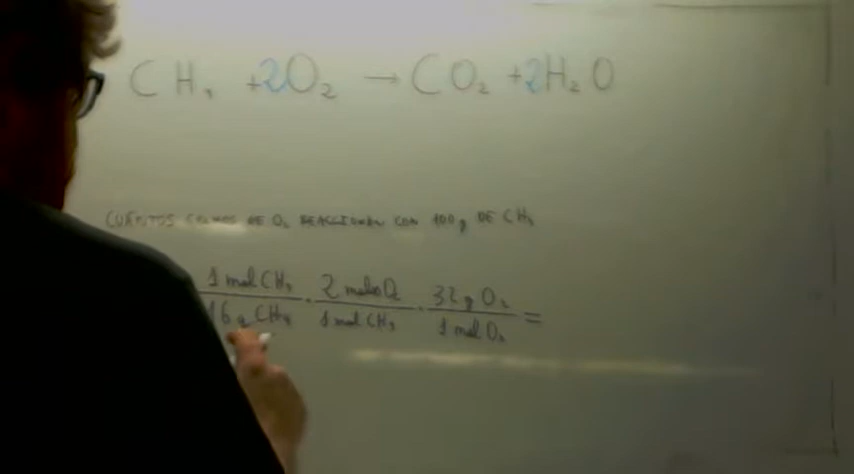 CH₄ + 2O₂ → CO₂ + 2H₂O
CUÁNTOS GRAMOS DE O₂ REACCIONAN CON 100g DE CH₄
1 mol CH₄ / 16 g CH₄ · 2 moles O₂ / 1 mol CH₄ · 32 g O₂ / 1 mol O₂ =